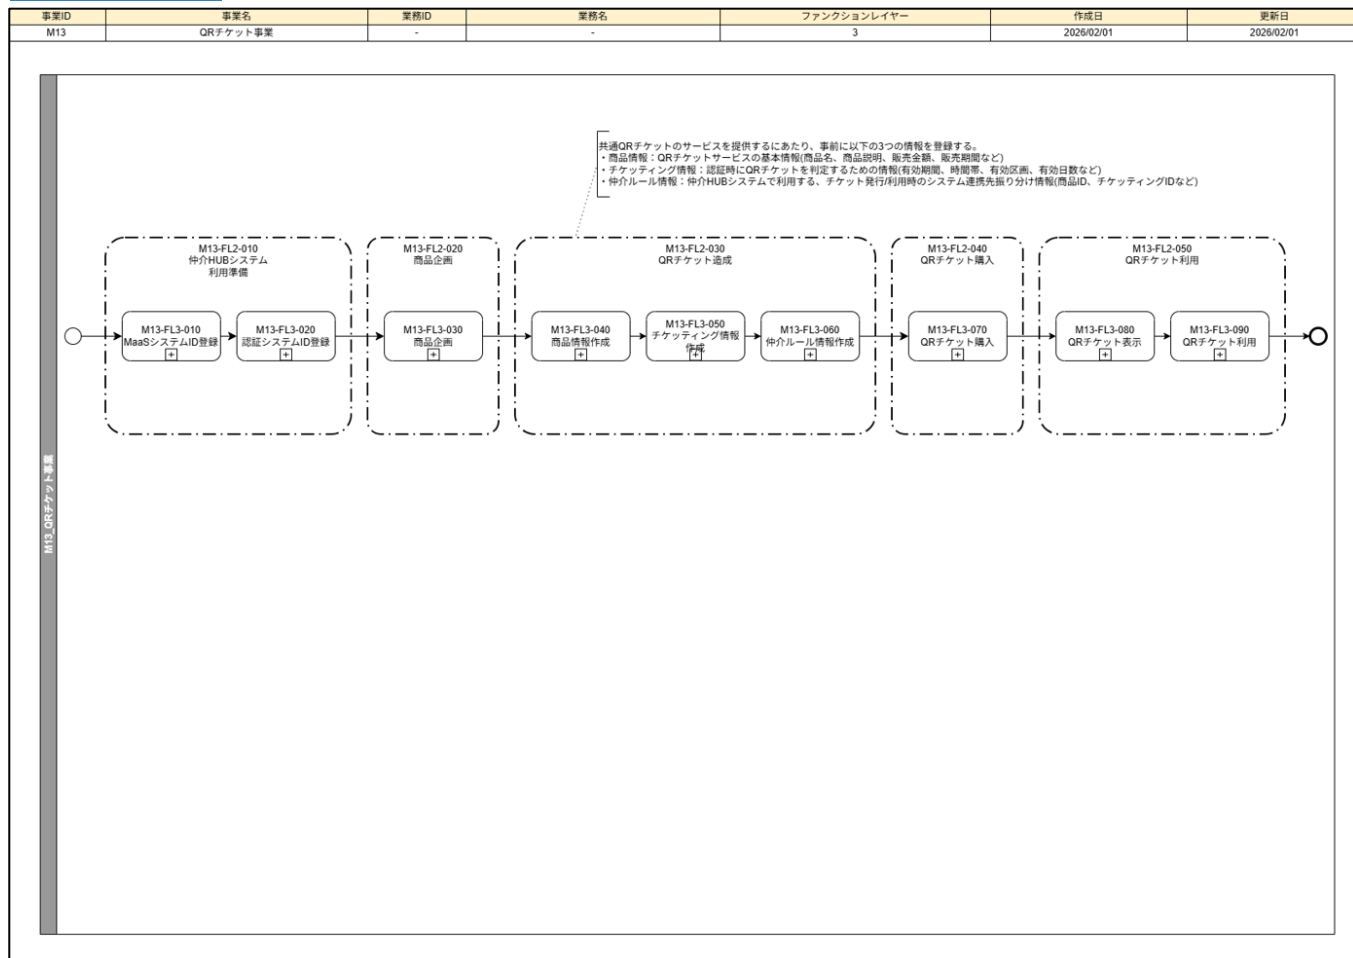 事業ID 事業名 業務ID 業務名 ファンクションレイヤー 作成日 更新日
M13 QRチケット事業 - - 3 2026/02/01 2026/02/01
共通QRチケットのサービスを提供するにあたり、事前に以下の3つの情報を登録する。
・商品情報：QRチケットサービスの基本情報(商品名、商品説明、販売金額、販売期間など)
・チケッティング情報：認証時にQRチケットを判定するための情報(有効期間、時間帯、有効区画、有効日数など)
・仲介ルール情報：仲介HUBシステムで利用する、チケット発行/利用時のシステム連携先振り分け情報(商品ID、チケッティングIDなど)
M13-FL2-010
仲介HUBシステム
利用準備
M13-FL3-010
MaaSシステムID登録
M13-FL3-020
認証システムID登録
M13-FL2-020
商品企画
M13-FL3-030
商品企画
M13-FL2-030
QRチケット造成
M13-FL3-040
商品情報作成
M13-FL3-050
チケッティング情報
作成
M13-FL3-060
仲介ルール情報作成
M13-FL2-040
QRチケット購入
M13-FL3-070
QRチケット購入
M13-FL2-050
QRチケット利用
M13-FL3-080
QRチケット表示
M13-FL3-090
QRチケット利用
M13_QRチケット事業